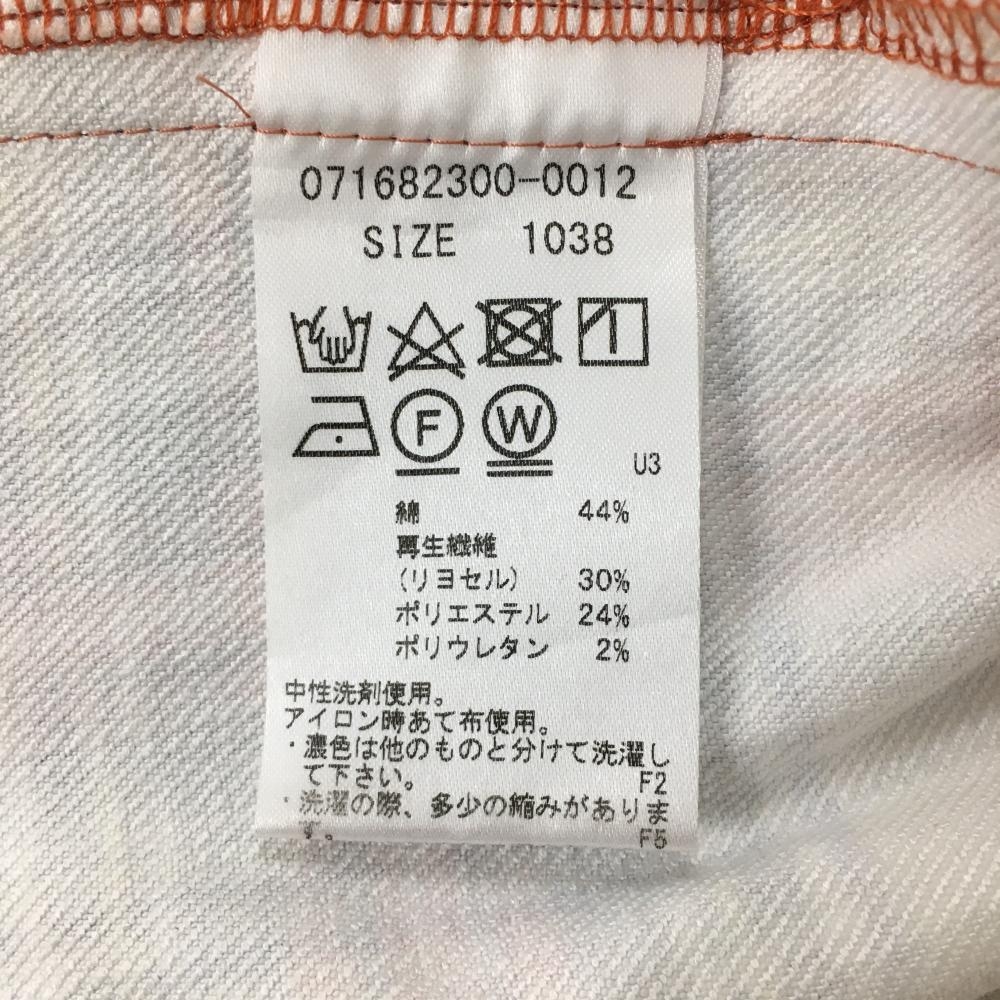 071682300-0012
SIZE 1038
F W
U3
綿 44%
再生繊維
(リヨセル) 30%
ポリエステル 24%
ポリウレタン 2%
中性洗剤使用。
アイロン時あて布使用。
・濃色は他のものと分けて洗濯し
て下さい。 F2
・洗濯の際、多少の縮みがありま
す。 F5